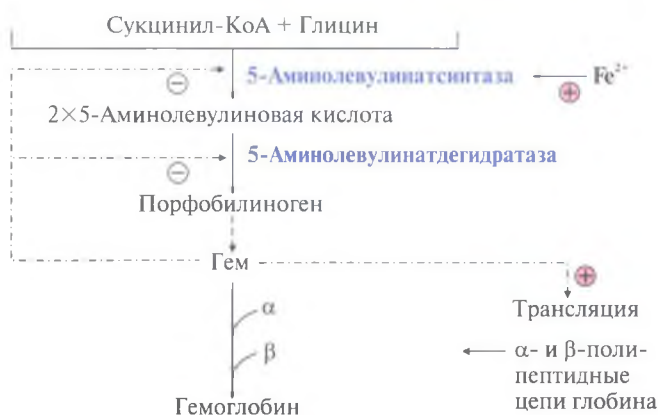 Сукцинил-КоА + Глицин
5-Аминолевулинатсинтаза
Fe²⁺
2×5-Аминолевулиновая кислота
5-Аминолевулинатдегидратаза
Порфобилиноген
Гем
α
Трансляция
β
α- и β-поли-
пептидные
цепи глобина
Гемоглобин